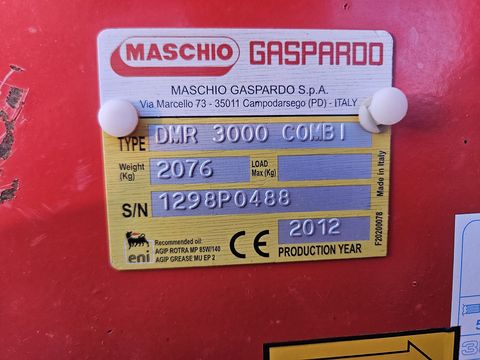 MASCHIO GASPARDO
MASCHIO GASPARDO S.p.A.
Via Marcello 73 - 35011 Campodarsego (PD) - ITALY
TYPE DMR 3000 COMBI
Weight (Kg) 2076 LOAD Max (Kg)
S/N 1298P0488
2012
PRODUCTION YEAR
CE
eni
Recommended oil:
AGIP ROTRA MP 85W/140
AGIP GREASE MU EP 2
Made in Italy
F20200078